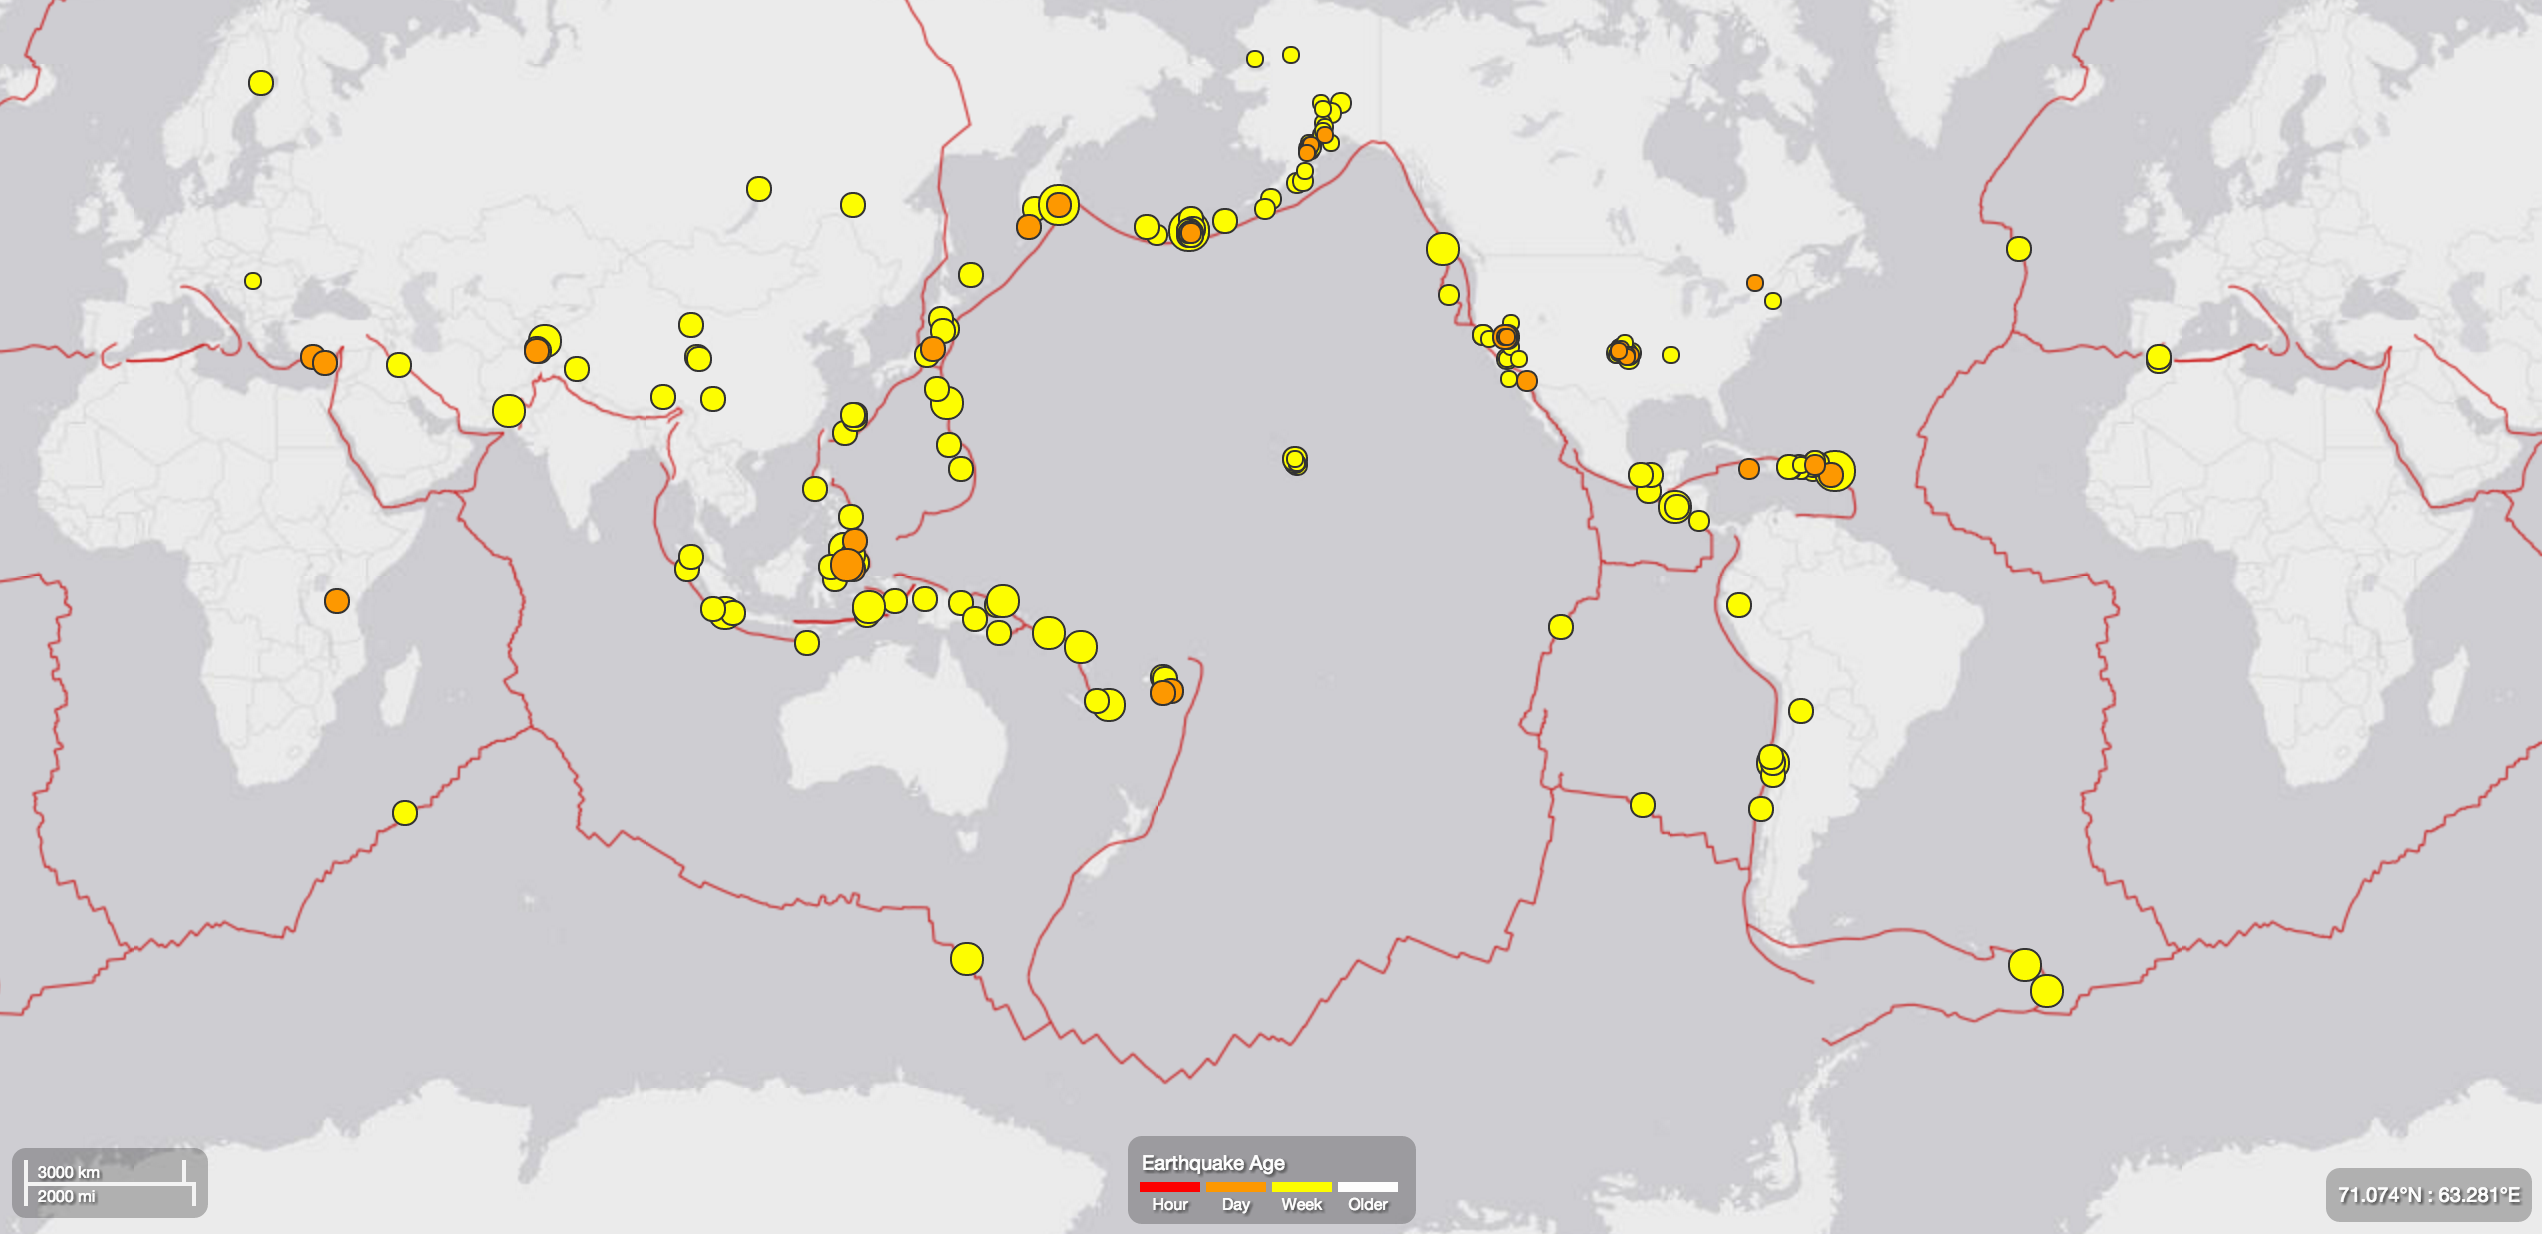 3000 km
2000 mi
Earthquake Age
Hour Day Week Older
71.074°N : 63.281°E